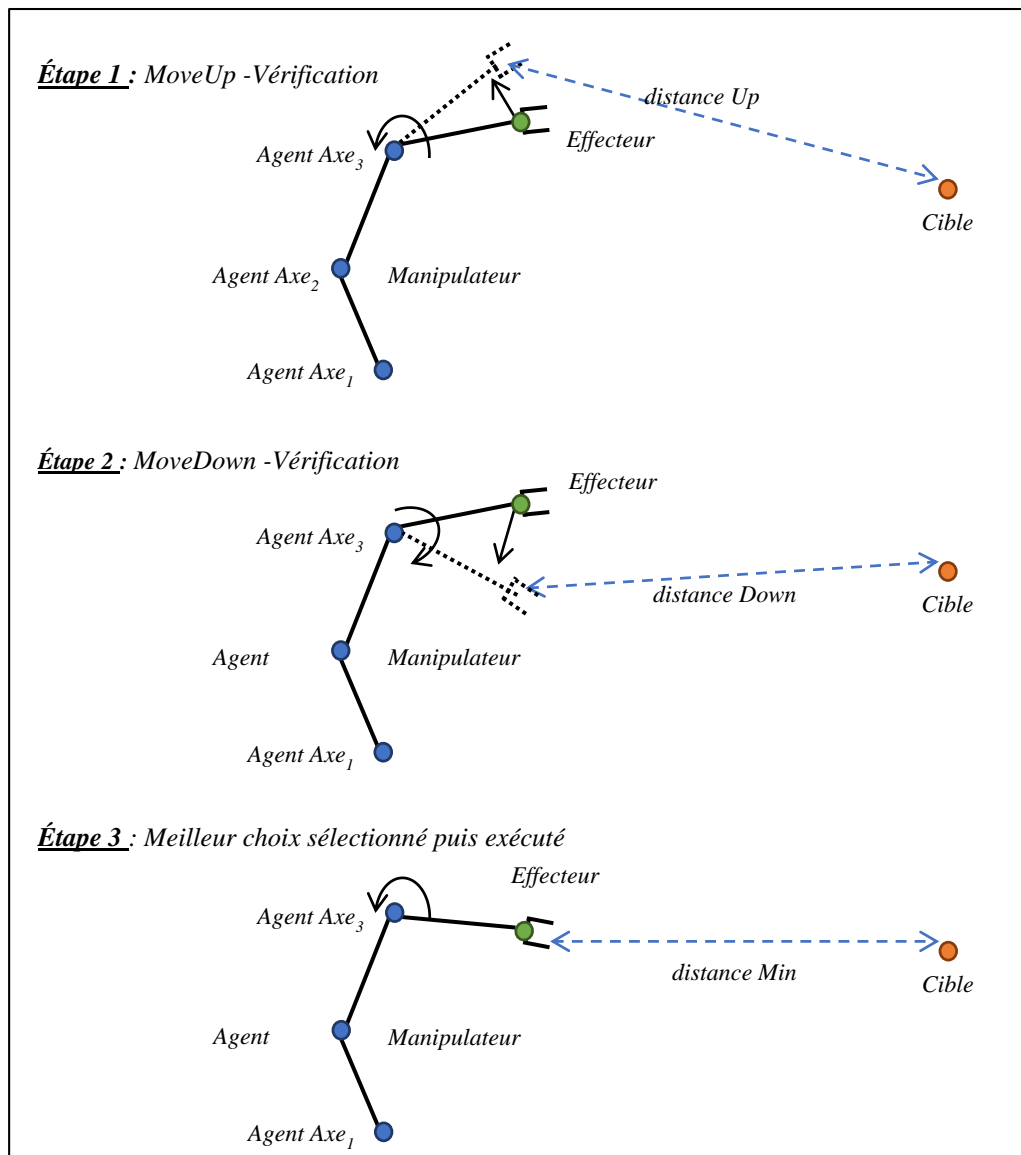 Étape 1 : MoveUp -Vérification
distance Up
Effecteur
Agent Axe3
Cible
Agent Axe2
Manipulateur
Agent Axe1
Étape 2 : MoveDown -Vérification
Effecteur
Agent Axe3
distance Down
Cible
Agent
Manipulateur
Agent Axe1
Étape 3 : Meilleur choix sélectionné puis exécuté
Effecteur
Agent Axe3
distance Min
Cible
Agent
Manipulateur
Agent Axe1